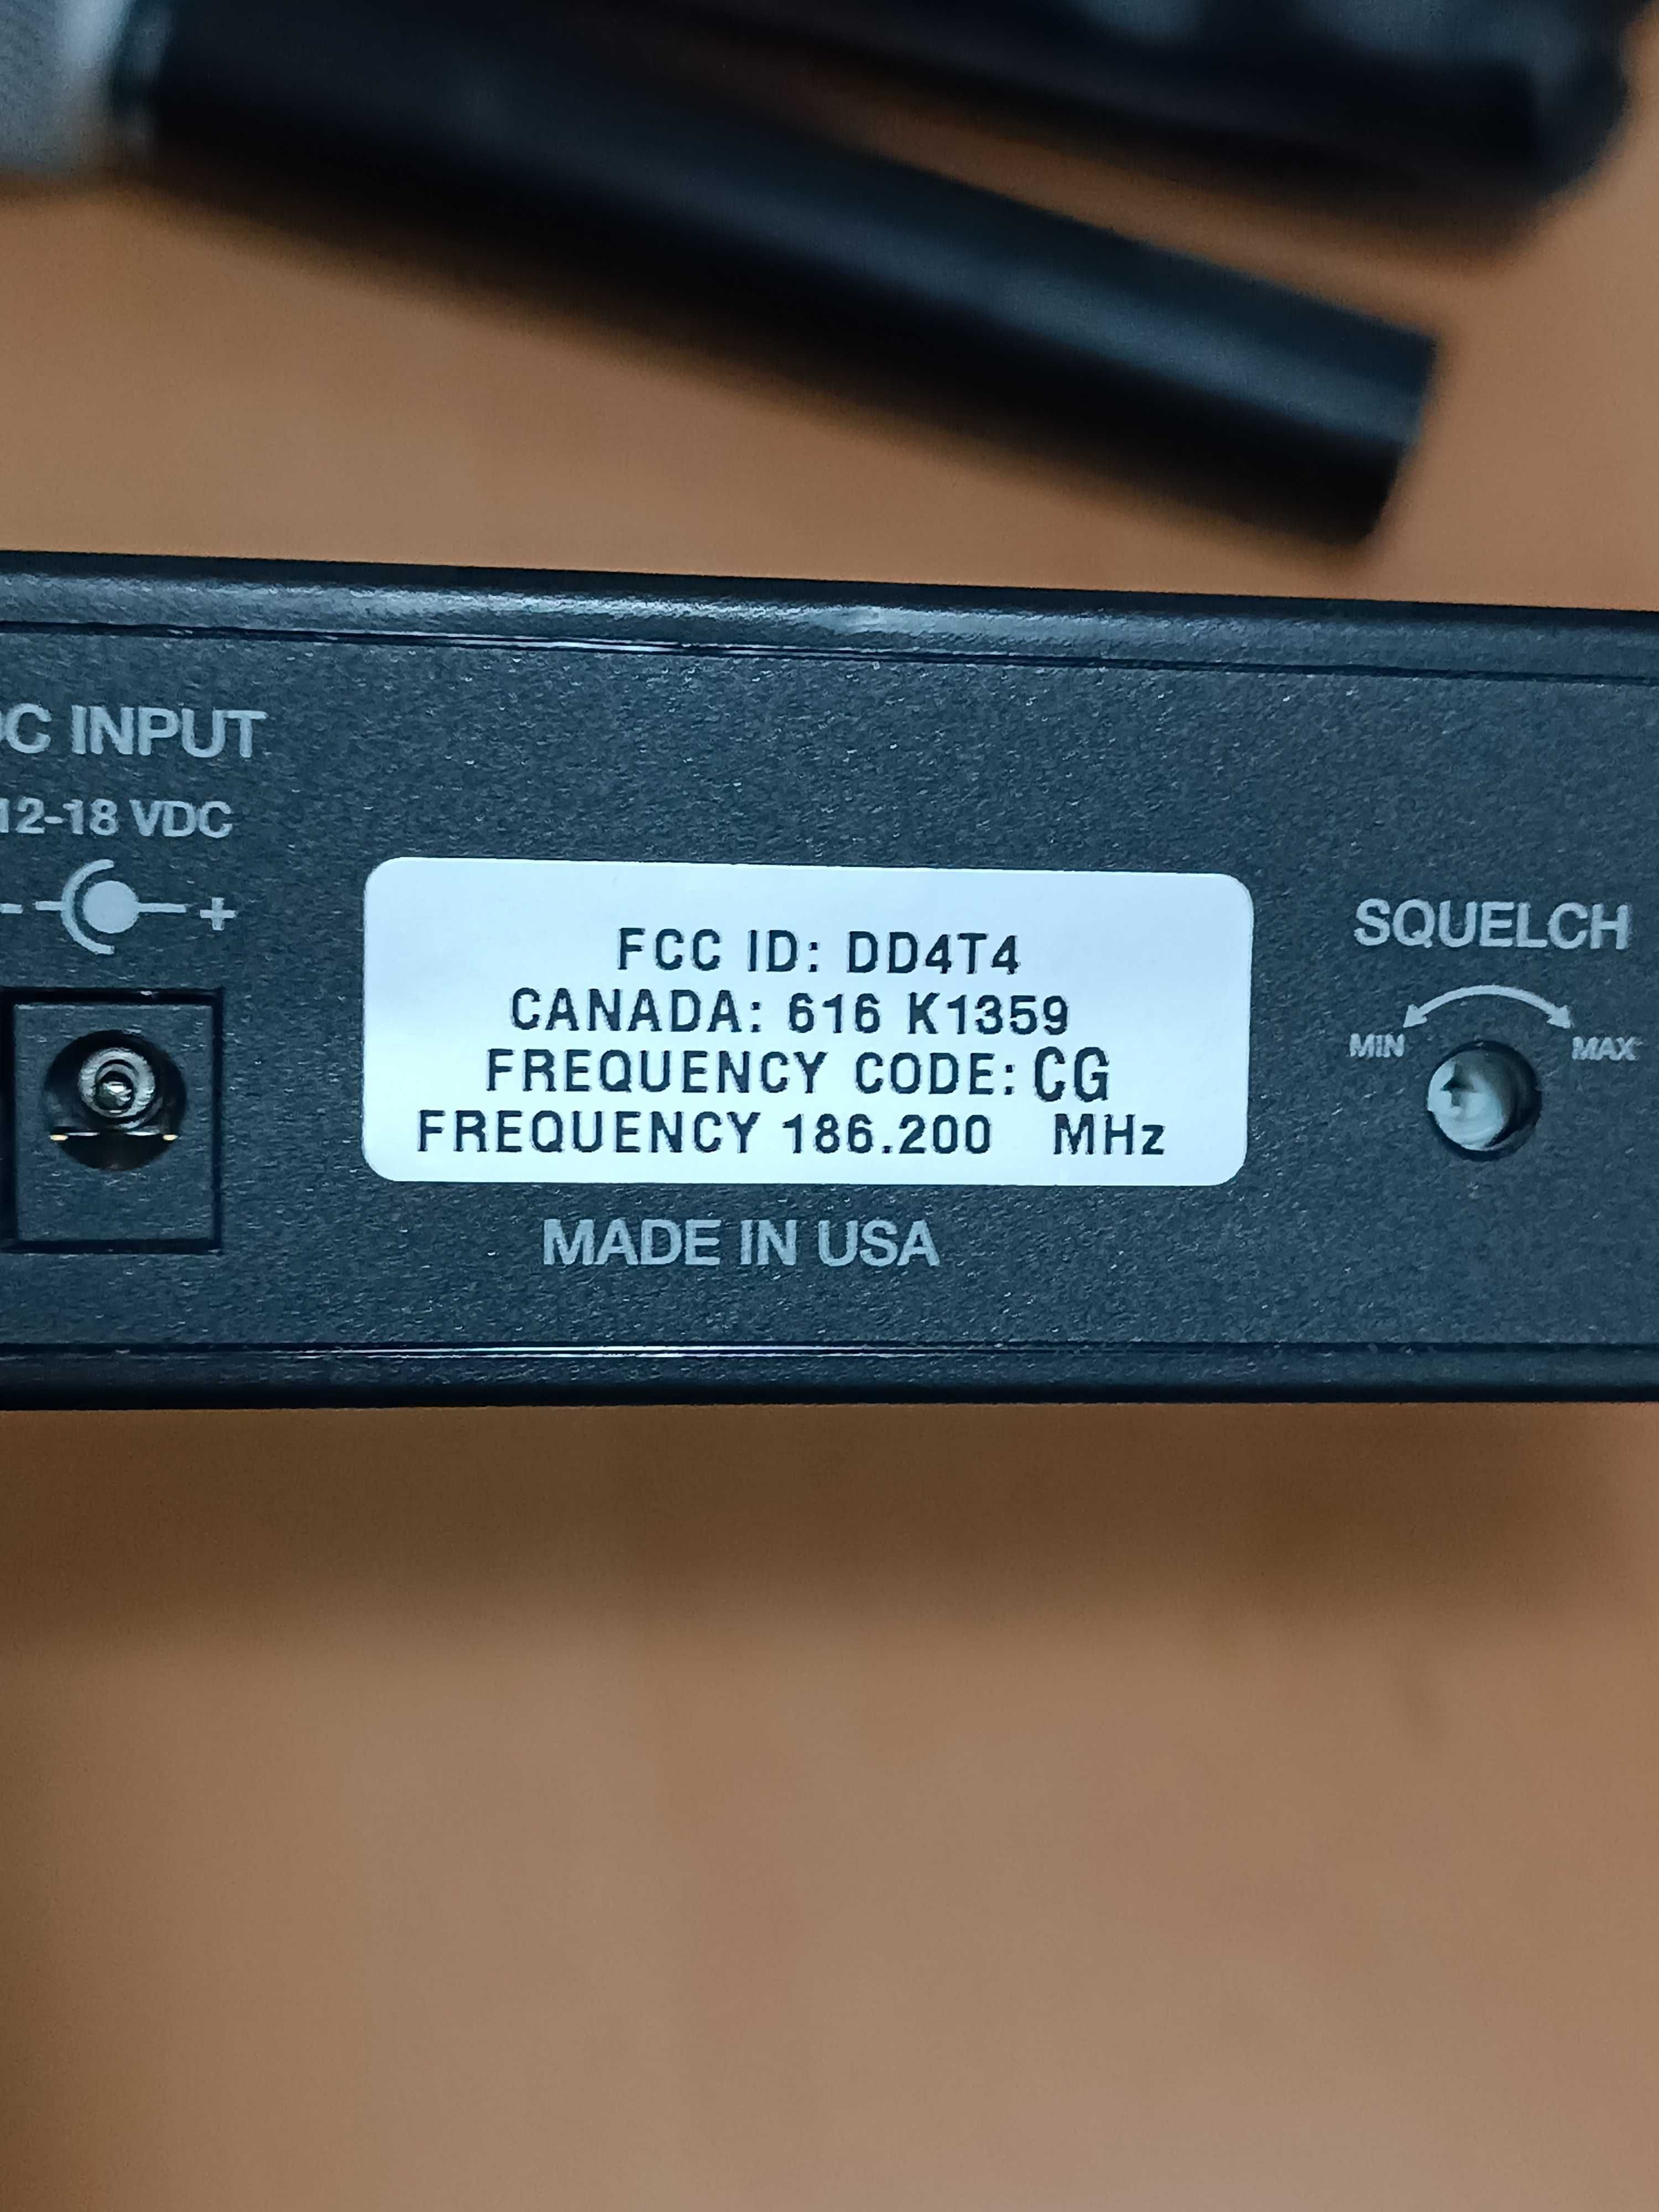 DC INPUT
12-18 VDC
- +
FCC ID: DD4T4
CANADA: 616 K1359
FREQUENCY CODE: CG
FREQUENCY 186.200 MHz
MADE IN USA
SQUELCH
MIN MAX